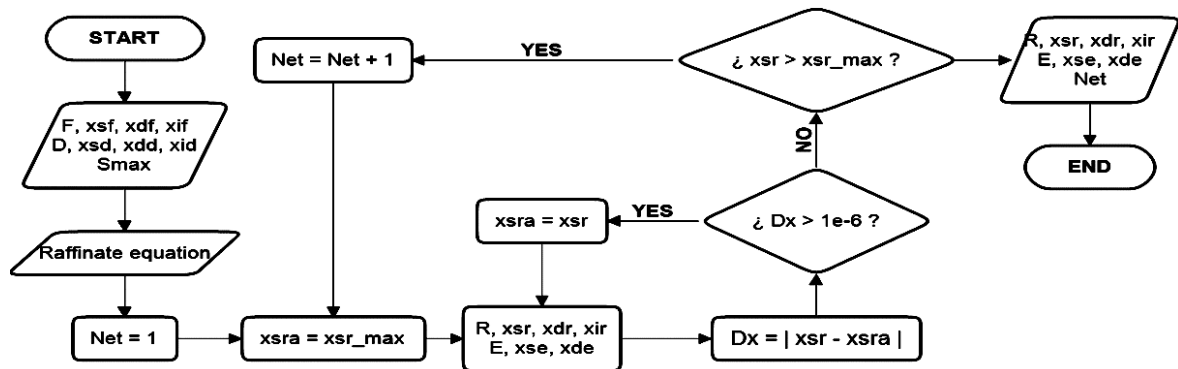 START
F, xsf, xdf, xif
D, xsd, xdd, xid
Smax
Raffinate equation
Net = 1
xsra = xsr_max
R, xsr, xdr, xir
E, xse, xde
Dx = | xsr - xsra |
¿ Dx > 1e-6 ?
YES
xsra = xsr
NO
¿ xsr > xsr_max ?
YES
Net = Net + 1
R, xsr, xdr, xir
E, xse, xde
Net
END